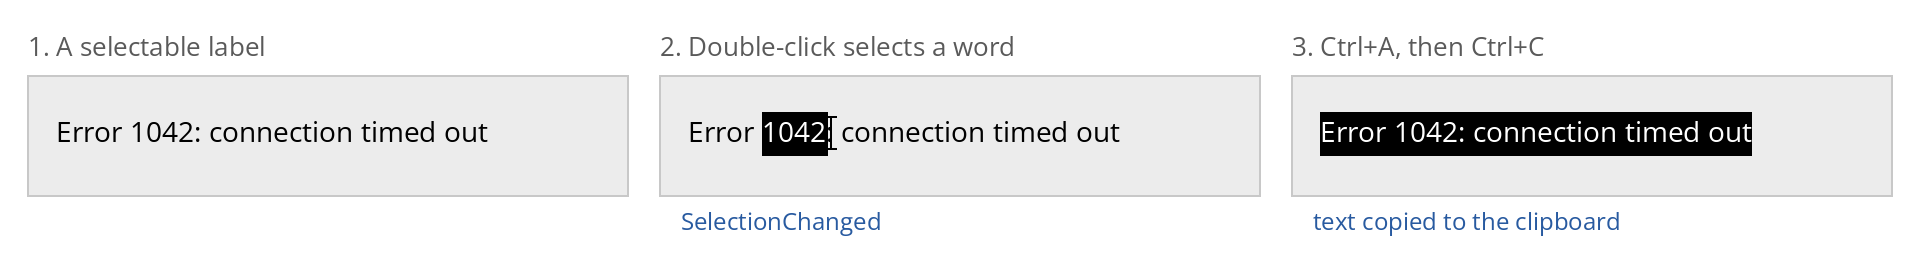 1. A selectable label
Error 1042: connection timed out
2. Double-click selects a word
Error 1042: connection timed out
SelectionChanged
3. Ctrl+A, then Ctrl+C
Error 1042: connection timed out
text copied to the clipboard